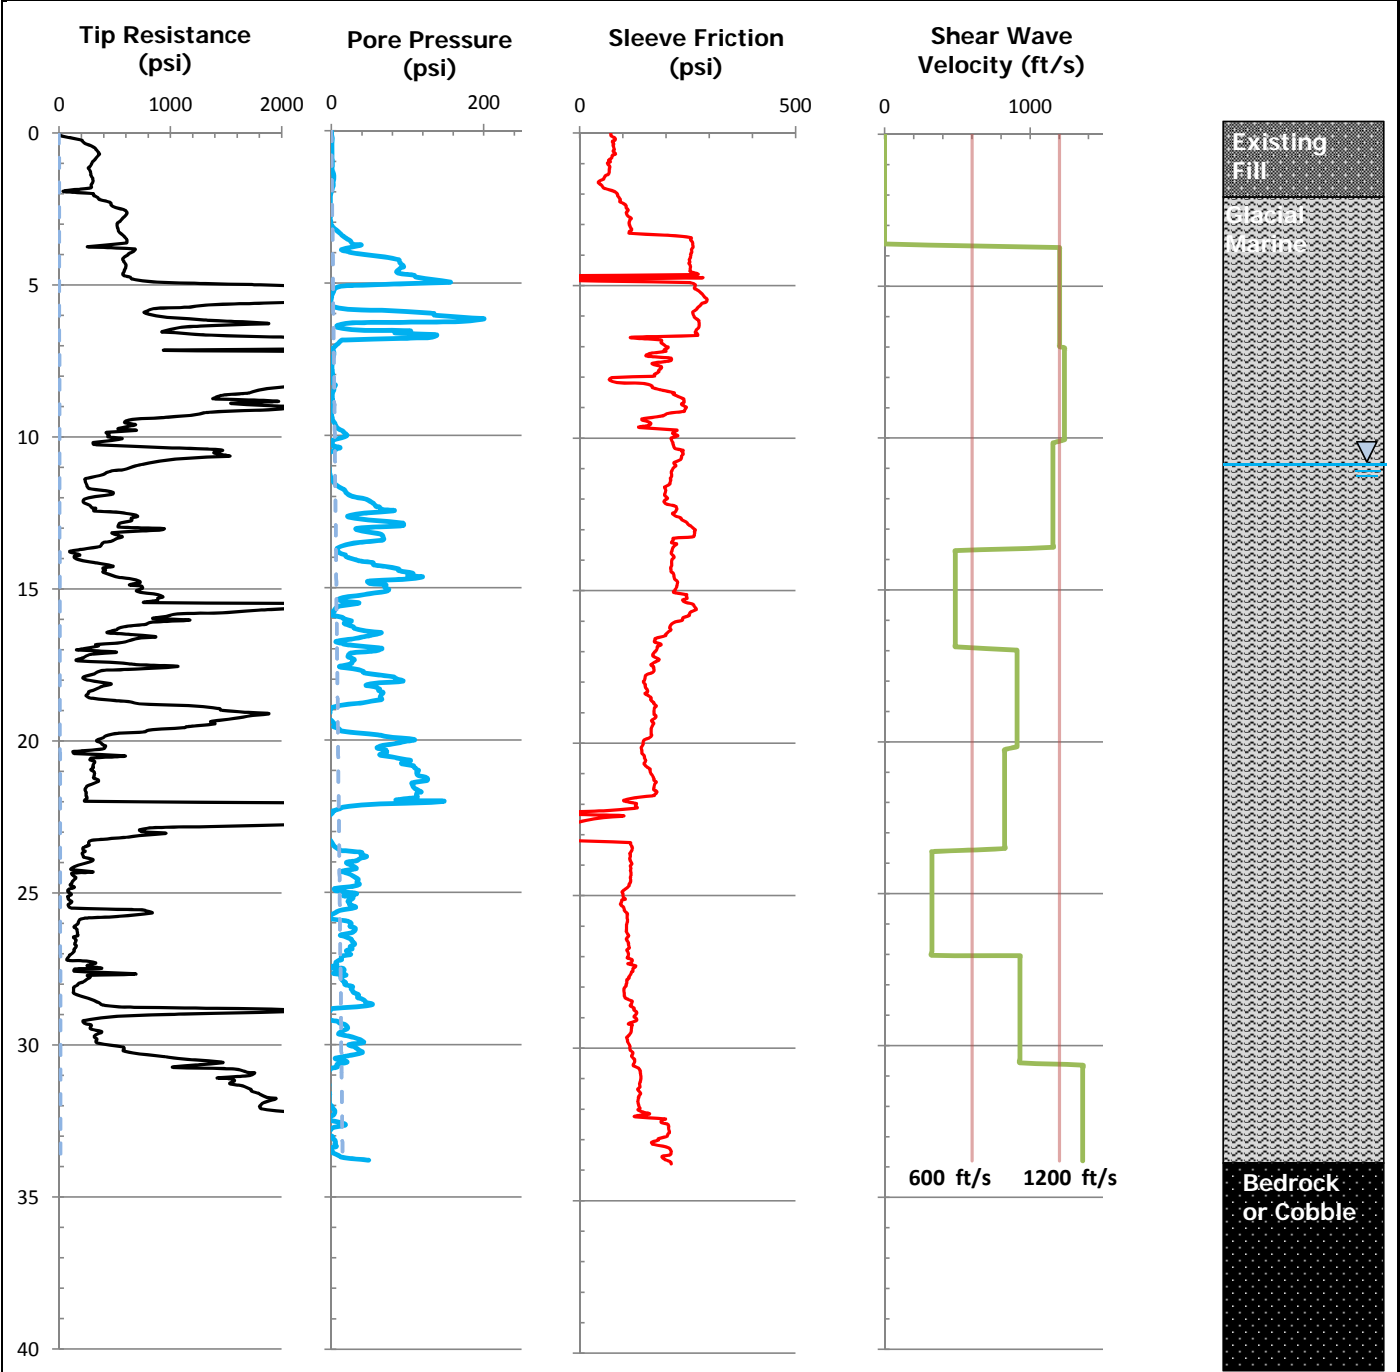 Tip Resistance
(psi)
Pore Pressure
(psi)
Sleeve Friction
(psi)
Shear Wave
Velocity (ft/s)
0 1000 2000
0 200
0 500
0 1000
0
5
10
15
20
25
30
35
40
600 ft/s 1200 ft/s
Existing
Fill
Glacial
Marine
Bedrock
or Cobble